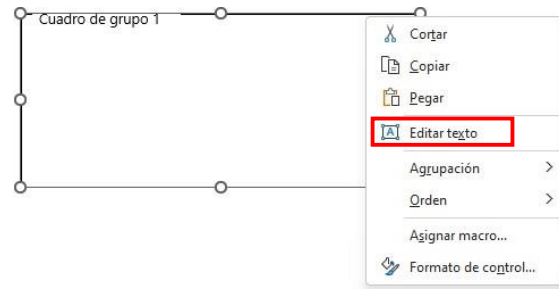 Cuadro de grupo 1
Cortar
Copiar
Pegar
Editar texto
Agrupación
Orden
Asignar macro...
Formato de control...